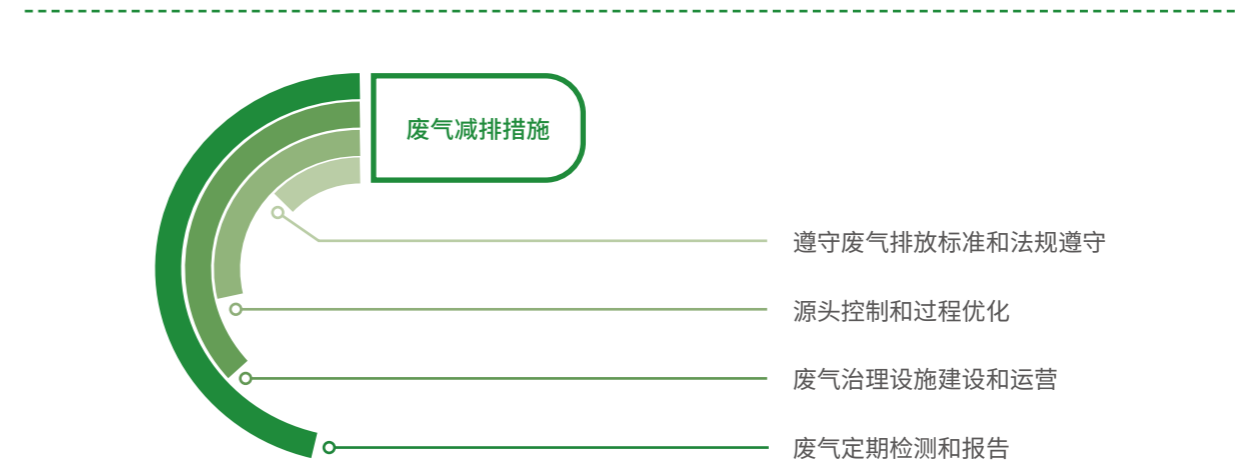 废气减排措施
遵守废气排放标准和法规遵守
源头控制和过程优化
废气治理设施建设和运营
废气定期检测和报告